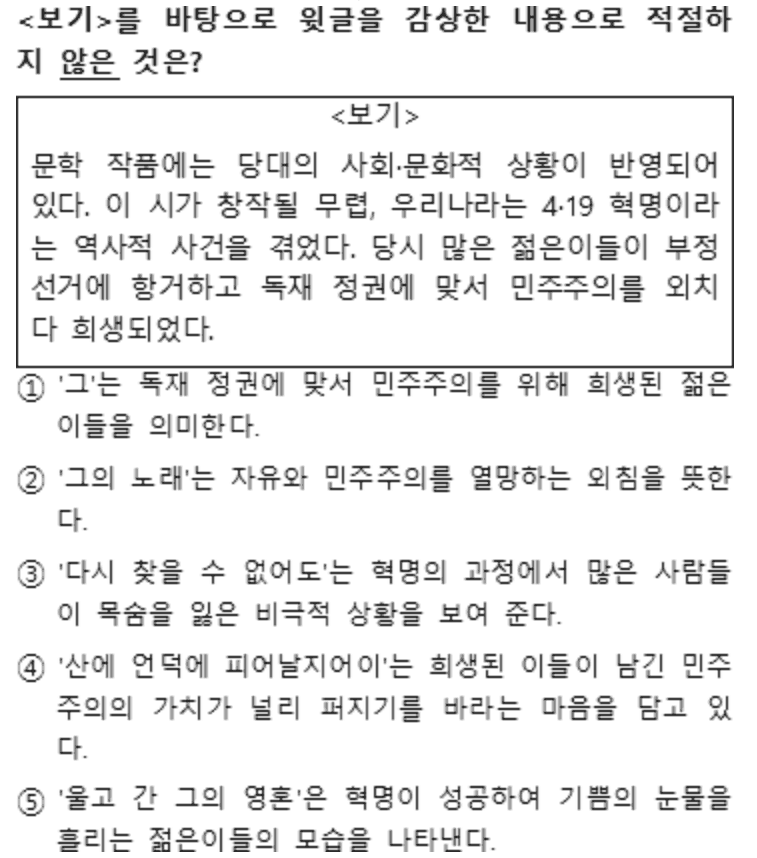 <보기>를 바탕으로 윗글을 감상한 내용으로 적절하
지 않은 것은?
<보기>
문학 작품에는 당대의 사회·문화적 상황이 반영되어
있다. 이 시가 창작될 무렵, 우리나라는 4·19 혁명이라
는 역사적 사건을 겪었다. 당시 많은 젊은이들이 부정
선거에 항거하고 독재 정권에 맞서 민주주의를 외치
다 희생되었다.
① '그'는 독재 정권에 맞서 민주주의를 위해 희생된 젊은
이들을 의미한다.
② '그의 노래'는 자유와 민주주의를 열망하는 외침을 뜻한
다.
③ '다시 찾을 수 없어도'는 혁명의 과정에서 많은 사람들
이 목숨을 잃은 비극적 상황을 보여 준다.
④ '산에 언덕에 피어날지어이'는 희생된 이들이 남긴 민주
주의의 가치가 널리 퍼지기를 바라는 마음을 담고 있
다.
⑤ '울고 간 그의 영혼'은 혁명이 성공하여 기쁨의 눈물을
흘리는 젊은이들의 모습을 나타낸다.